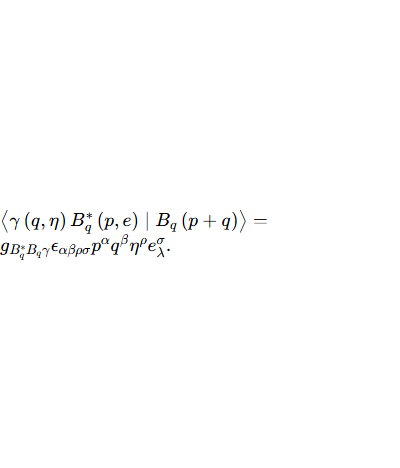 ⟨γ (q, η) B_q^* (p, e) | B_q (p + q)⟩ =
g_{B_q^* B_q γ} ϵ_{αβρσ} p^α q^β η^ρ e_λ^σ.